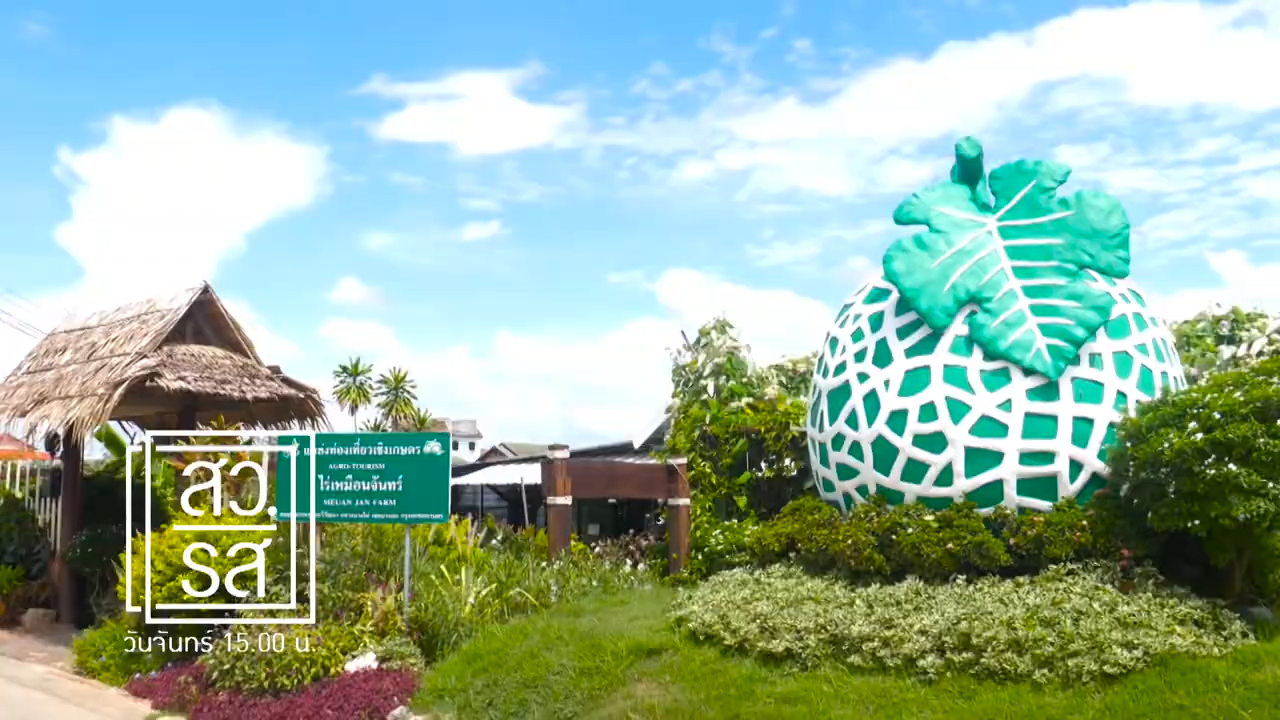 แหล่งท่องเที่ยวเชิงเกษตร
AGRO-TOURISM
ไร่เหมือนจันทร์
MEUAN JAN FARM
สว.
รส
วันจันทร์ 15.00 น.